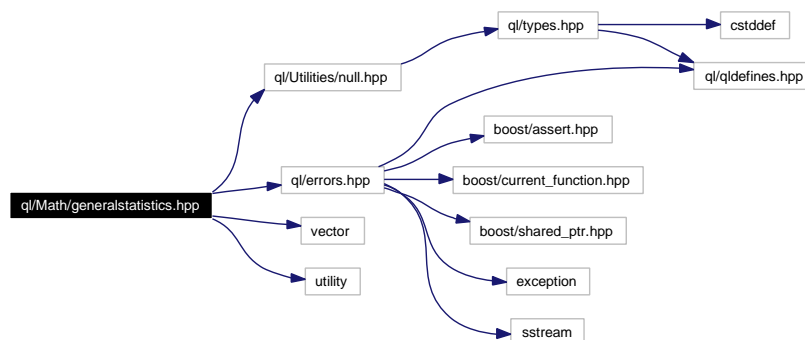 ql/types.hpp
cstddef
ql/Utilities/null.hpp
ql/qldefines.hpp
boost/assert.hpp
ql/errors.hpp
boost/current_function.hpp
ql/Math/generalstatistics.hpp
vector
boost/shared_ptr.hpp
utility
exception
sstream